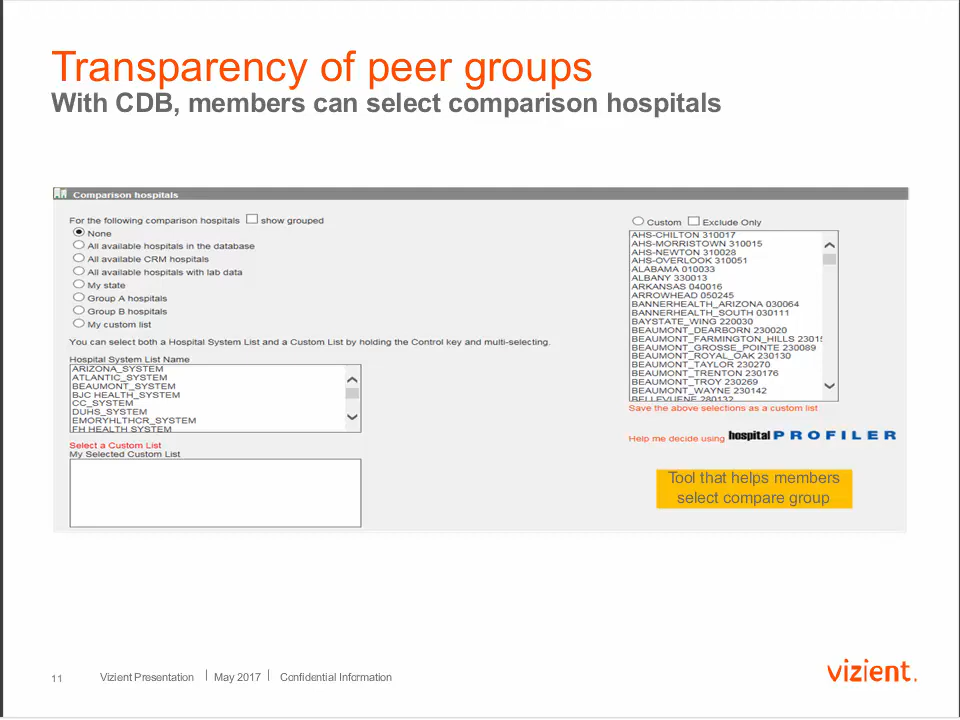 Transparency of peer groups
With CDB, members can select comparison hospitals
Comparison hospitals
For the following comparison hospitals show grouped
None
All available hospitals in the database
All available CRM hospitals
All available hospitals with lab data
My state
Group A hospitals
Group B hospitals
My custom list
You can select both a Hospital System List and a Custom List by holding the Control key and multi-selecting.
Hospital System List Name
ARIZONA_SYSTEM
ATLANTIC_SYSTEM
BEAUMONT_SYSTEM
BJC HEALTH_SYSTEM
CC_SYSTEM
DUHS_SYSTEM
EMORYHLTHCR_SYSTEM
FH HEALTH SYSTEM
Select a Custom List
My Selected Custom List
Custom Exclude Only
AHS-CHILTON 310017
AHS-MORRISTOWN 310015
AHS-NEWTON 310028
AHS-OVERLOOK 310051
ALABAMA 010033
ALBANY 330013
ARKANSAS 040016
ARROWHEAD 050245
BANNERHEALTH_ARIZONA 030064
BANNERHEALTH_SOUTH 030111
BAYSTATE_WING 220030
BEAUMONT_DEARBORN 230020
BEAUMONT_FARMINGTON_HILLS 23015
BEAUMONT_GROSSE_POINTE 230089
BEAUMONT_ROYAL_OAK 230130
BEAUMONT_TAYLOR 230270
BEAUMONT_TRENTON 230176
BEAUMONT_TROY 230269
BEAUMONT_WAYNE 230142
Save the above selections as a custom list
Help me decide using hospital PROFILER
Tool that helps members
select compare group
11 Vizient Presentation | May 2017 | Confidential Information
vizient.